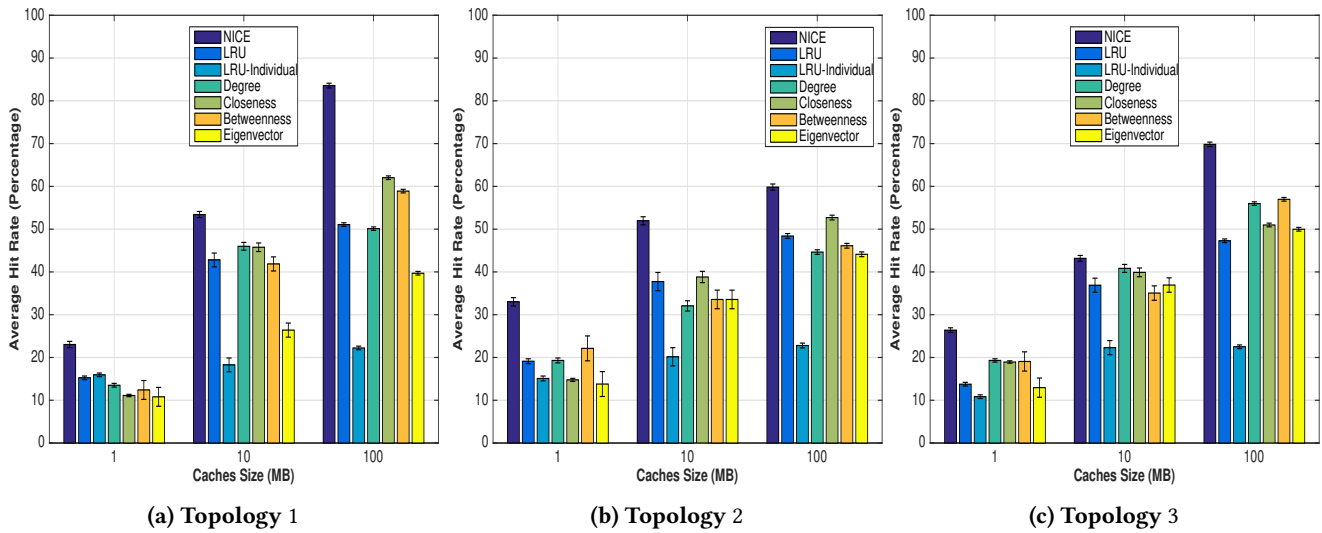 Average Hit Rate (Percentage)
100
90
80
70
60
50
40
30
20
10
0
NICE
LRU
LRU-Individual
Degree
Closeness
Betweenness
Eigenvector
1 10 100
Caches Size (MB)
(a) Topology 1
Average Hit Rate (Percentage)
100
90
80
70
60
50
40
30
20
10
0
NICE
LRU
LRU-Individual
Degree
Closeness
Betweenness
Eigenvector
1 10 100
Caches Size (MB)
(b) Topology 2
Average Hit Rate (Percentage)
100
90
80
70
60
50
40
30
20
10
0
NICE
LRU
LRU-Individual
Degree
Closeness
Betweenness
Eigenvector
1 10 100
Caches Size (MB)
(c) Topology 3